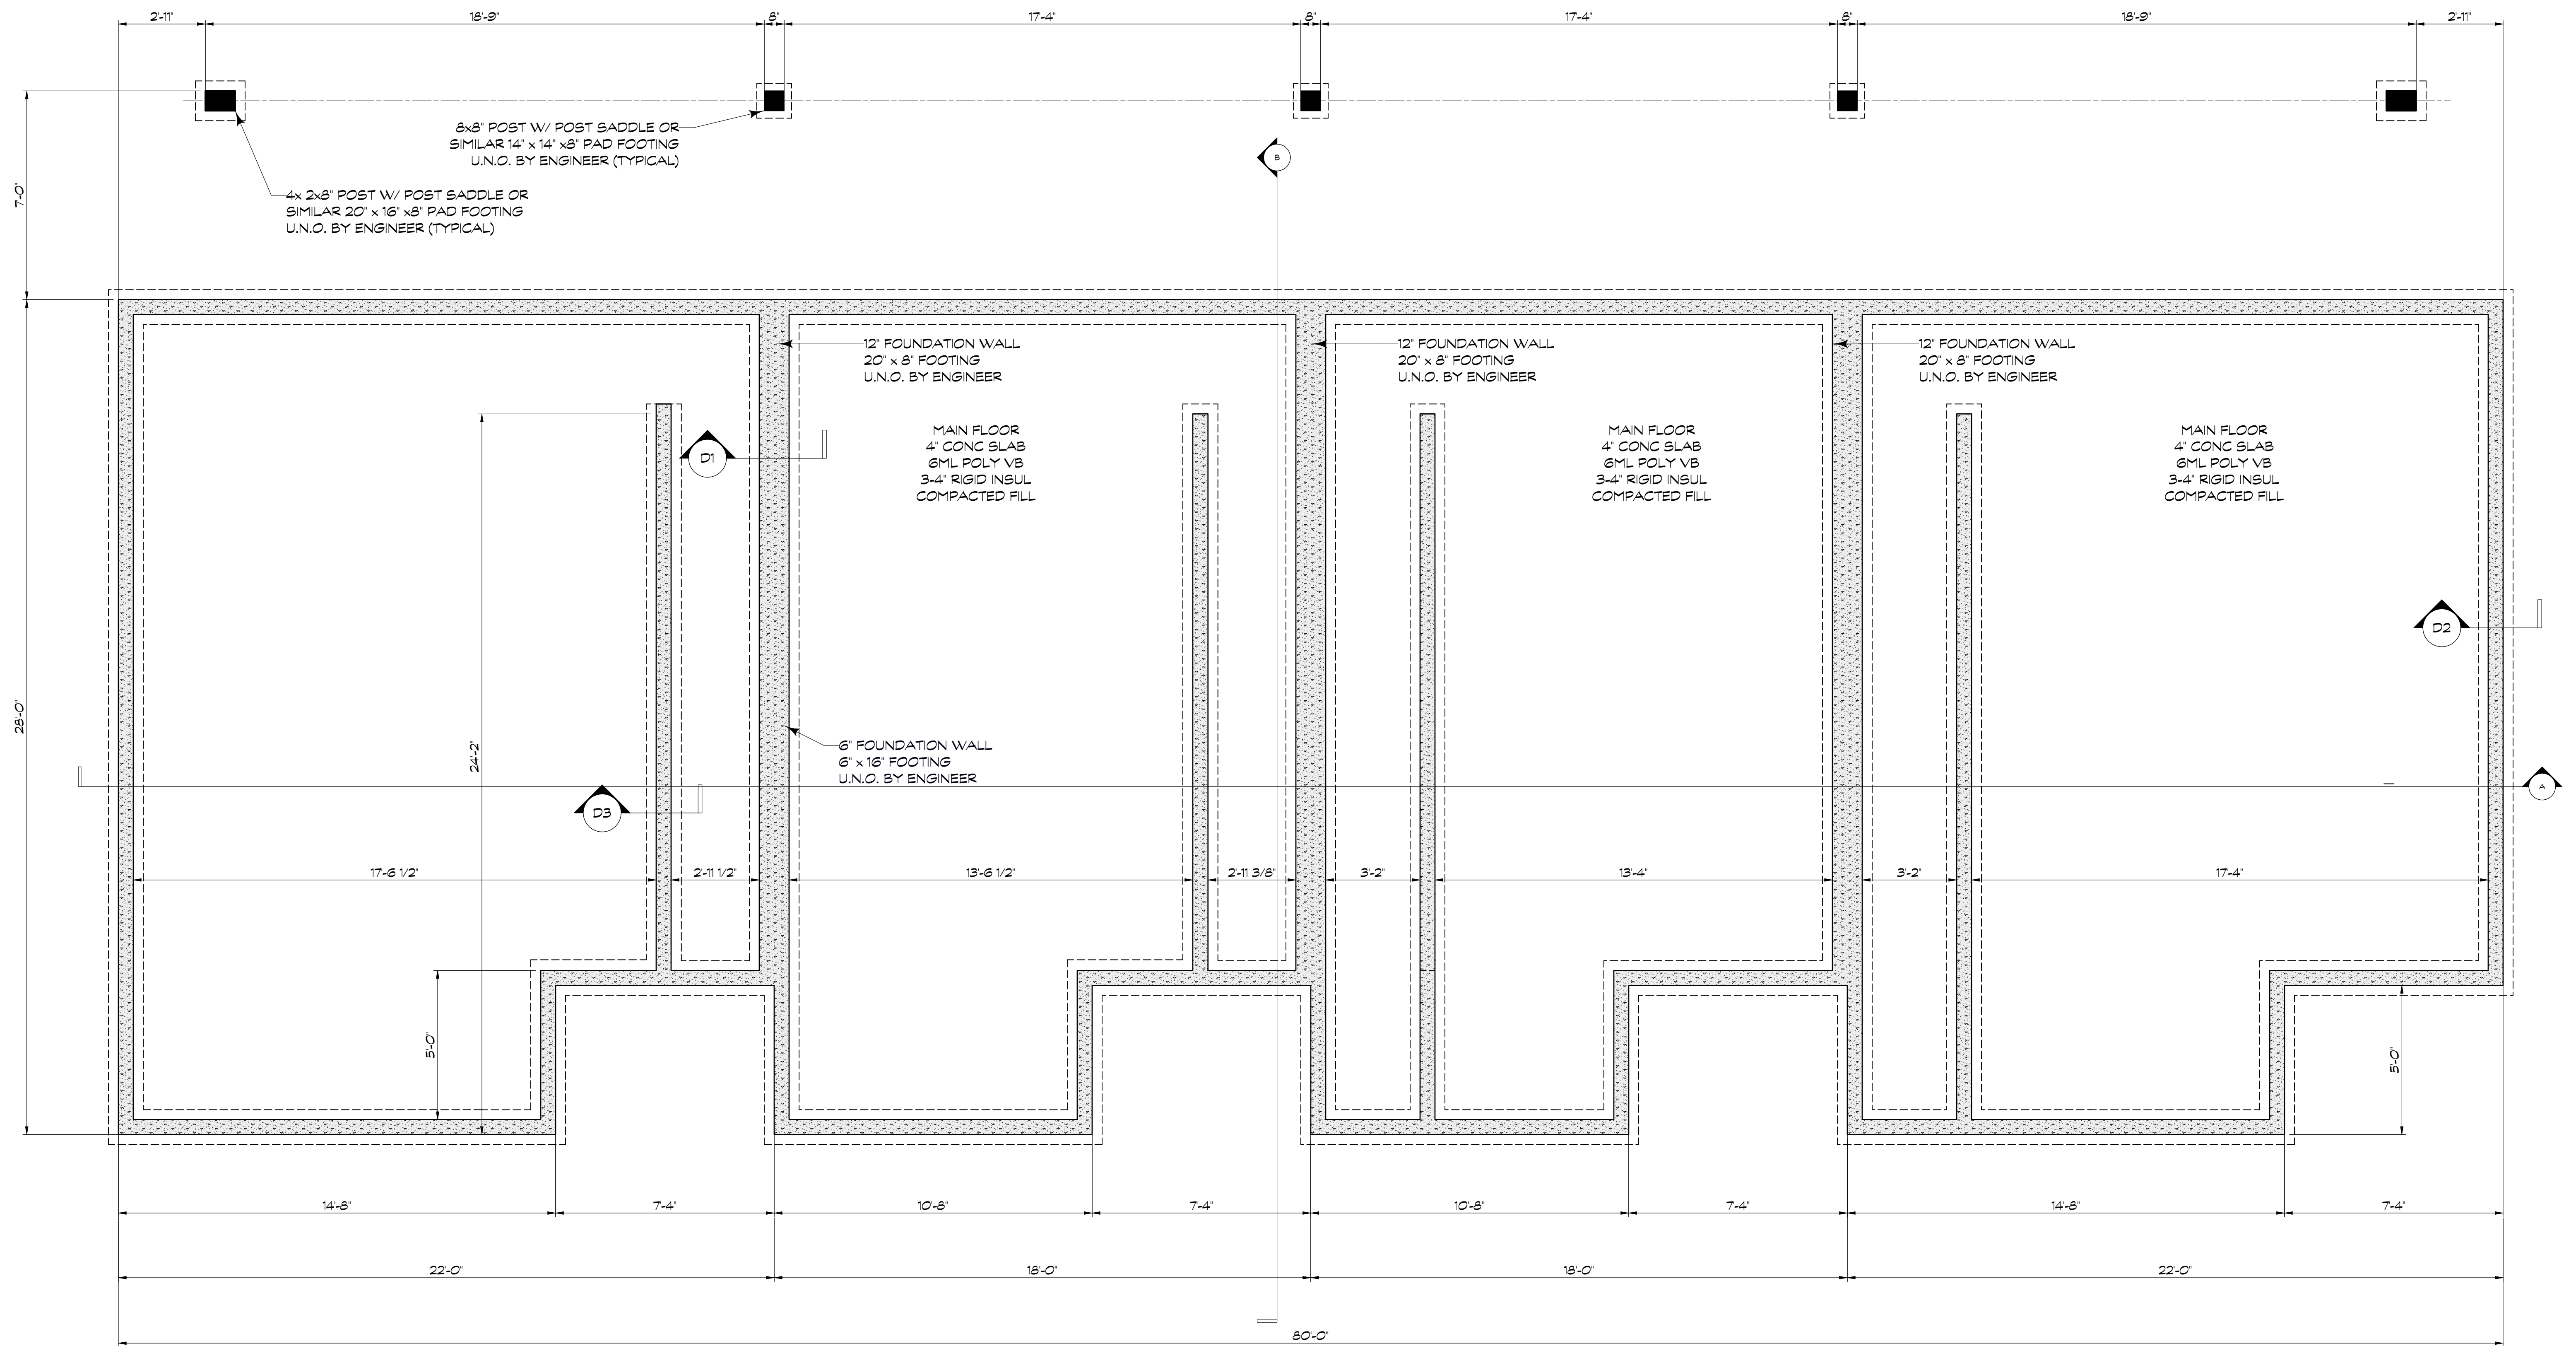 2'-11" 18'-9" 8" 17'-4" 8" 17'-4" 8" 18'-9" 2'-11"
8x8" POST W/ POST SADDLE OR
SIMILAR 14" x 14" x8" PAD FOOTING
U.N.O. BY ENGINEER (TYPICAL)
B
4x 2x8" POST W/ POST SADDLE OR
SIMILAR 20" x 16" x8" PAD FOOTING
U.N.O. BY ENGINEER (TYPICAL)
7'-0"
12" FOUNDATION WALL
20" x 8" FOOTING
U.N.O. BY ENGINEER
12" FOUNDATION WALL
20" x 8" FOOTING
U.N.O. BY ENGINEER
12" FOUNDATION WALL
20" x 8" FOOTING
U.N.O. BY ENGINEER
MAIN FLOOR
4" CONC SLAB
6ML POLY VB
3-4" RIGID INSUL
COMPACTED FILL
MAIN FLOOR
4" CONC SLAB
6ML POLY VB
3-4" RIGID INSUL
COMPACTED FILL
MAIN FLOOR
4" CONC SLAB
6ML POLY VB
3-4" RIGID INSUL
COMPACTED FILL
D1
D2
28'-0"
24'-2"
6" FOUNDATION WALL
6" x 16" FOOTING
U.N.O. BY ENGINEER
A
D3
17'-6 1/2" 2'-11 1/2" 13'-6 1/2" 2'-11 3/8" 3'-2" 13'-4" 3'-2" 17'-4"
5'-0"
5'-0"
14'-8" 7'-4" 10'-8" 7'-4" 10'-8" 7'-4" 14'-8" 7'-4"
22'-0" 18'-0" 18'-0" 22'-0"
80'-0"